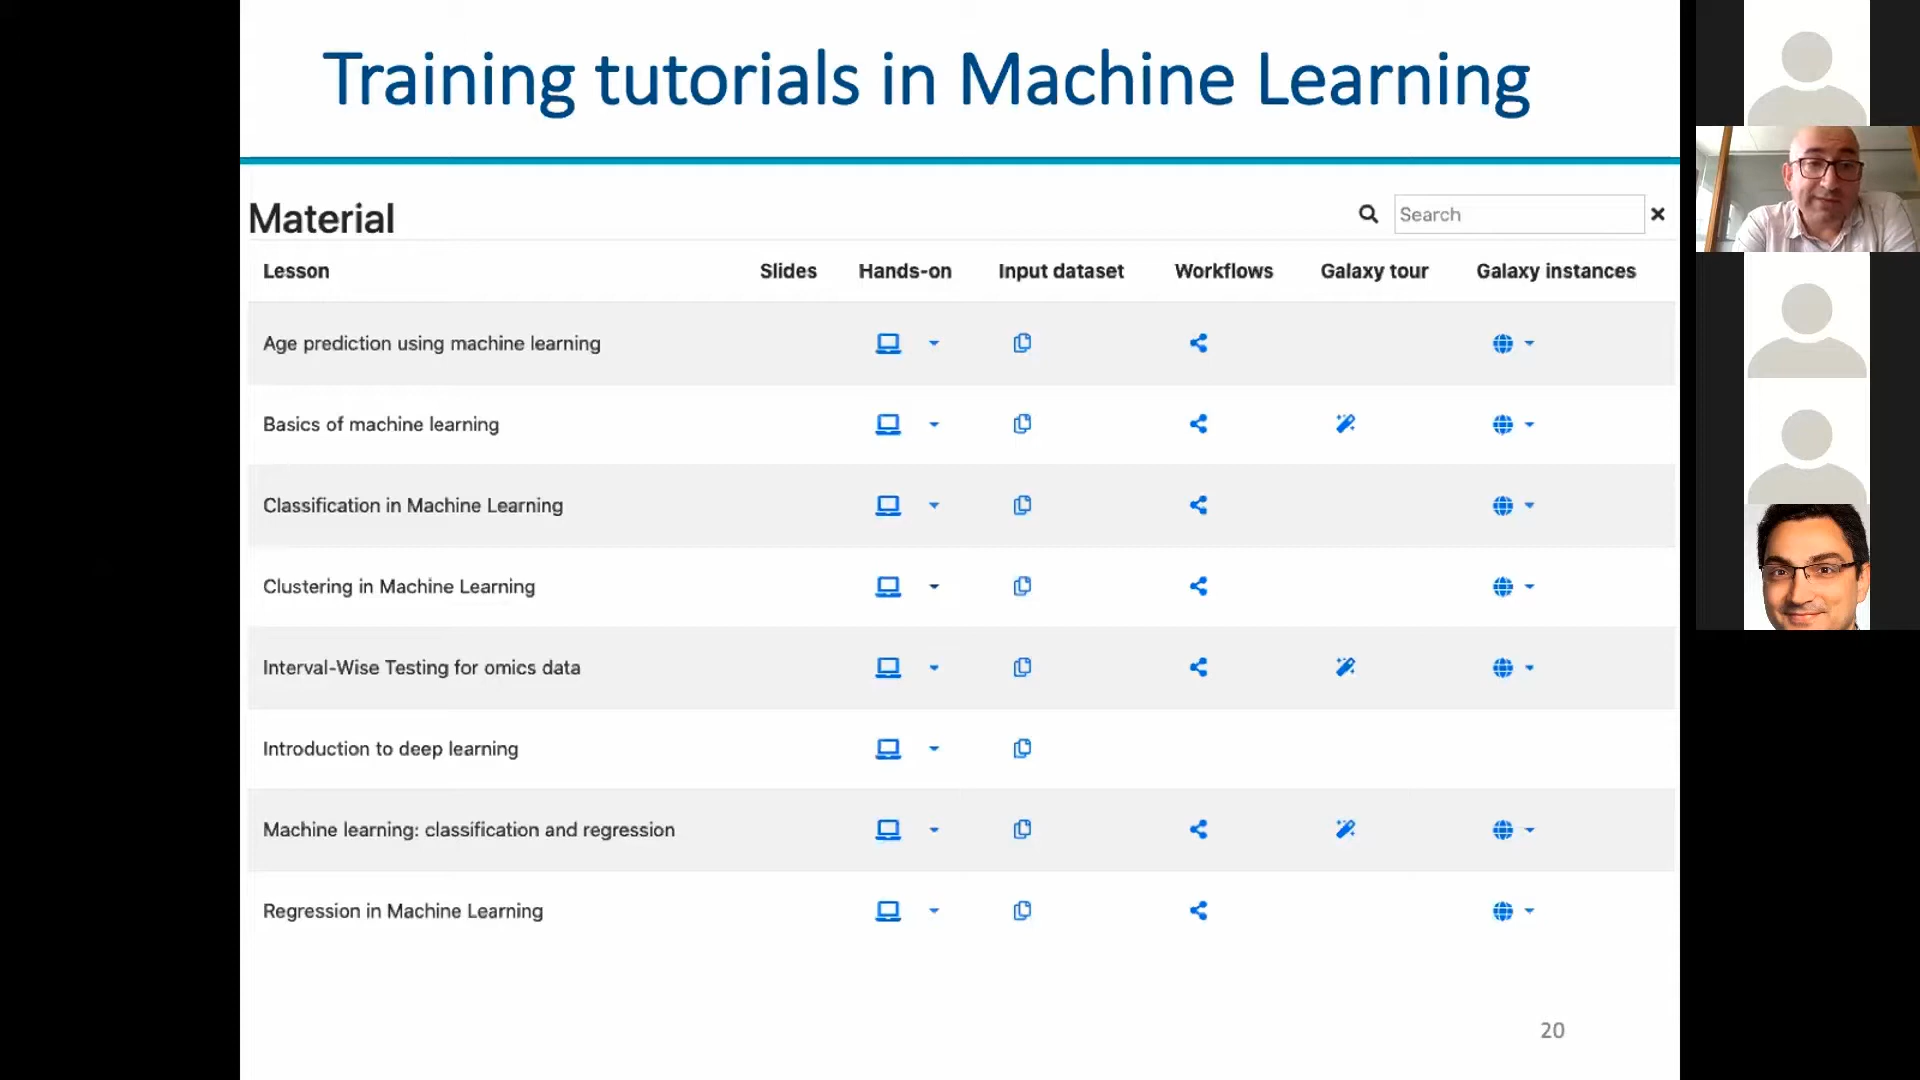 Training tutorials in Machine Learning
Material
Search
Lesson Slides Hands-on Input dataset Workflows Galaxy tour Galaxy instances
Age prediction using machine learning
Basics of machine learning
Classification in Machine Learning
Clustering in Machine Learning
Interval-Wise Testing for omics data
Introduction to deep learning
Machine learning: classification and regression
Regression in Machine Learning
20